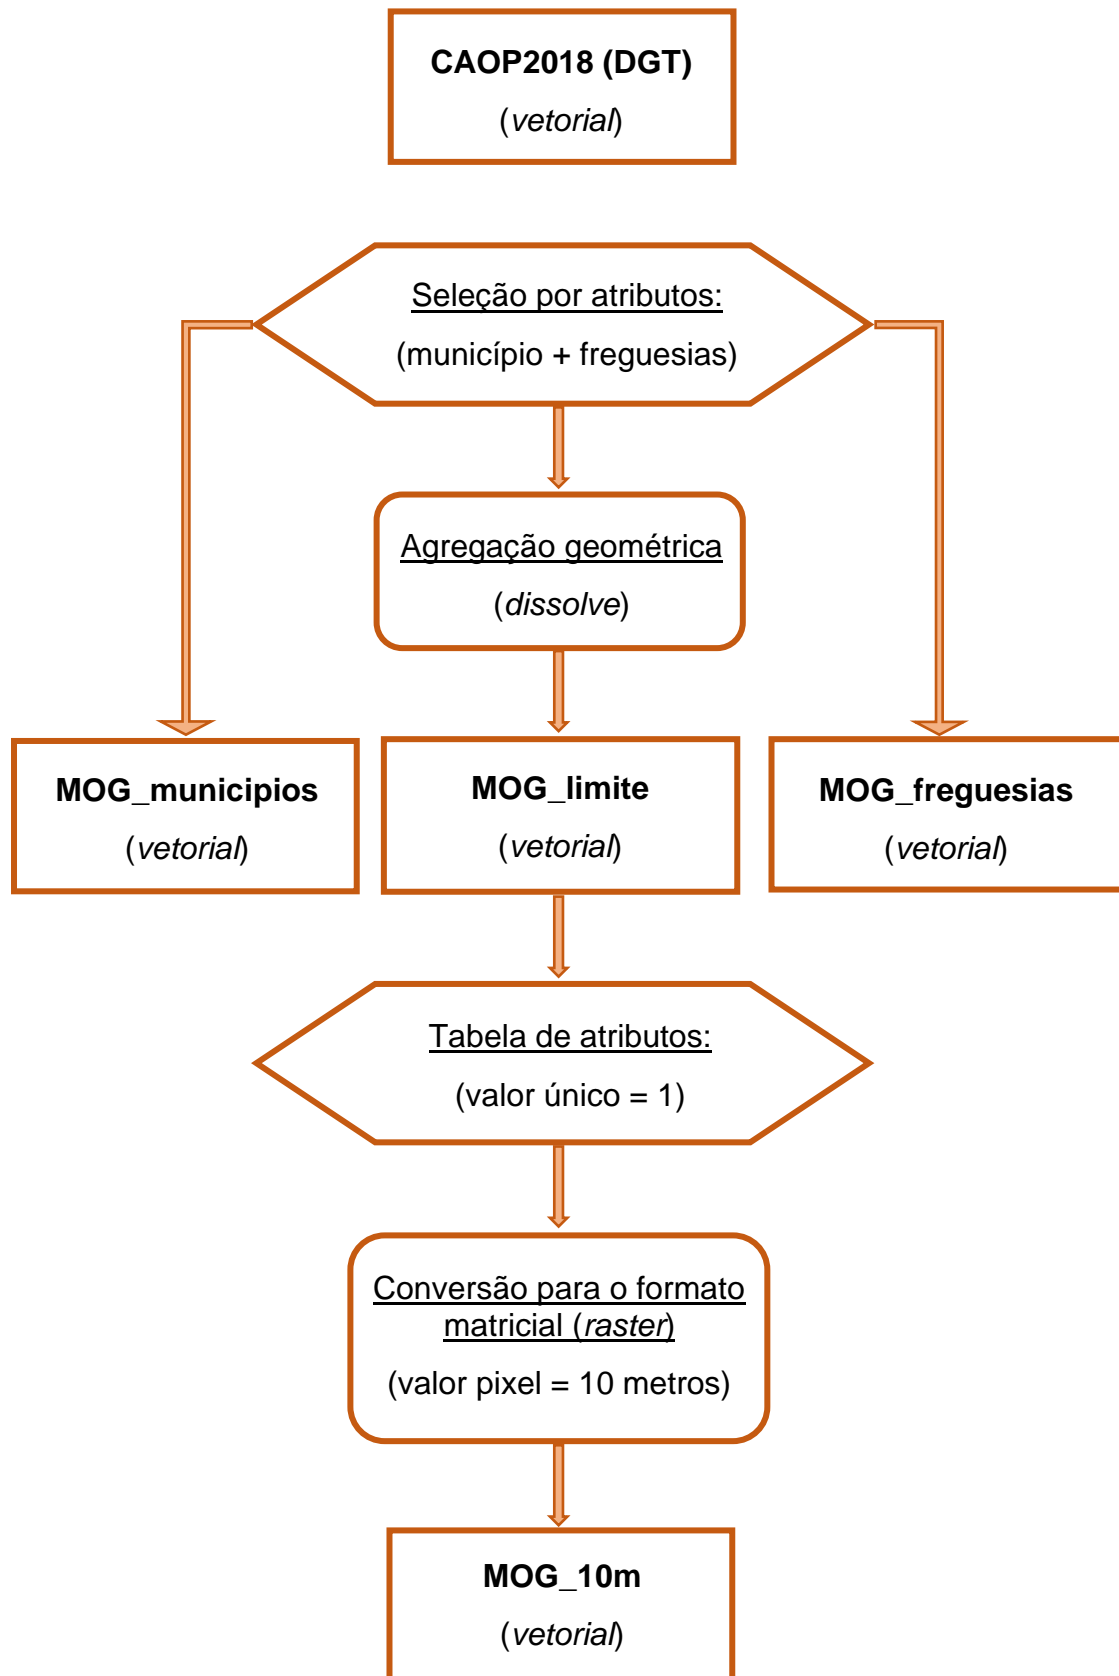 CAOP2018 (DGT)
(vetorial)
Seleção por atributos:
(município + freguesias)
Agregação geométrica
(dissolve)
MOG_municipios
(vetorial)
MOG_limite
(vetorial)
MOG_freguesias
(vetorial)
Tabela de atributos:
(valor único = 1)
Conversão para o formato
matricial (raster)
(valor pixel = 10 metros)
MOG_10m
(vetorial)